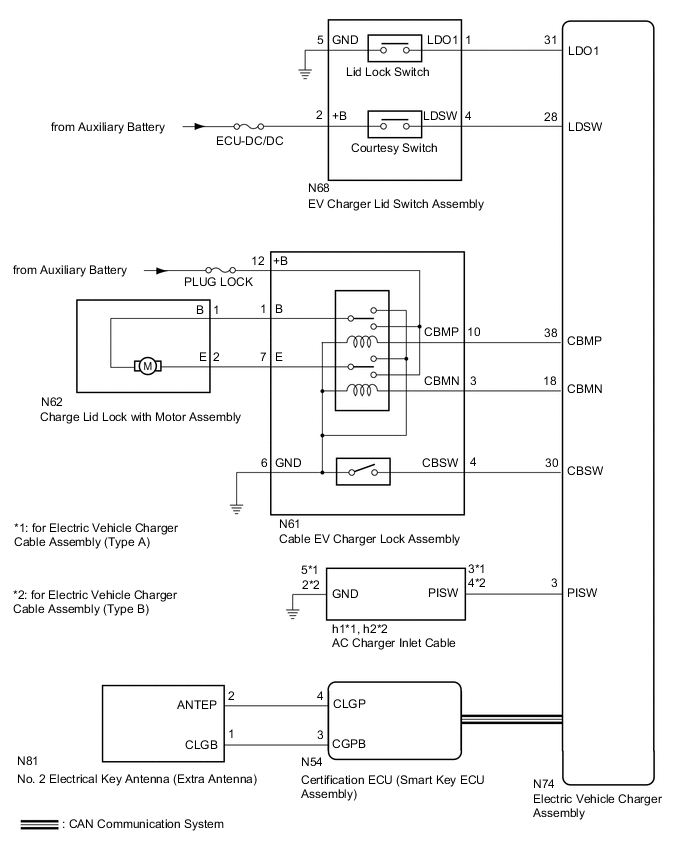 5 GND LDO1 1 31 LDO1
Lid Lock Switch
from Auxiliary Battery 2 +B LDSW 4 28 LDSW
ECU-DC/DC
Courtesy Switch
N68
EV Charger Lid Switch Assembly
from Auxiliary Battery 12 +B
PLUG LOCK
B 1 1 B
CBMP 10 38 CBMP
M E 2 7 E
CBMN 3 18 CBMN
N62
Charge Lid Lock with Motor Assembly
6 GND CBSW 4 30 CBSW
N61
Cable EV Charger Lock Assembly
*1: for Electric Vehicle Charger
Cable Assembly (Type A)
*2: for Electric Vehicle Charger
Cable Assembly (Type B)
5*1 3*1
2*2 GND PISW 4*2 3 PISW
h1*1, h2*2
AC Charger Inlet Cable
ANTEP 2 4 CLGP
CLGB 1 3 CGPB
N81
No. 2 Electrical Key Antenna (Extra Antenna)
N54
Certification ECU (Smart Key ECU
Assembly)
N74
Electric Vehicle Charger
Assembly
: CAN Communication System